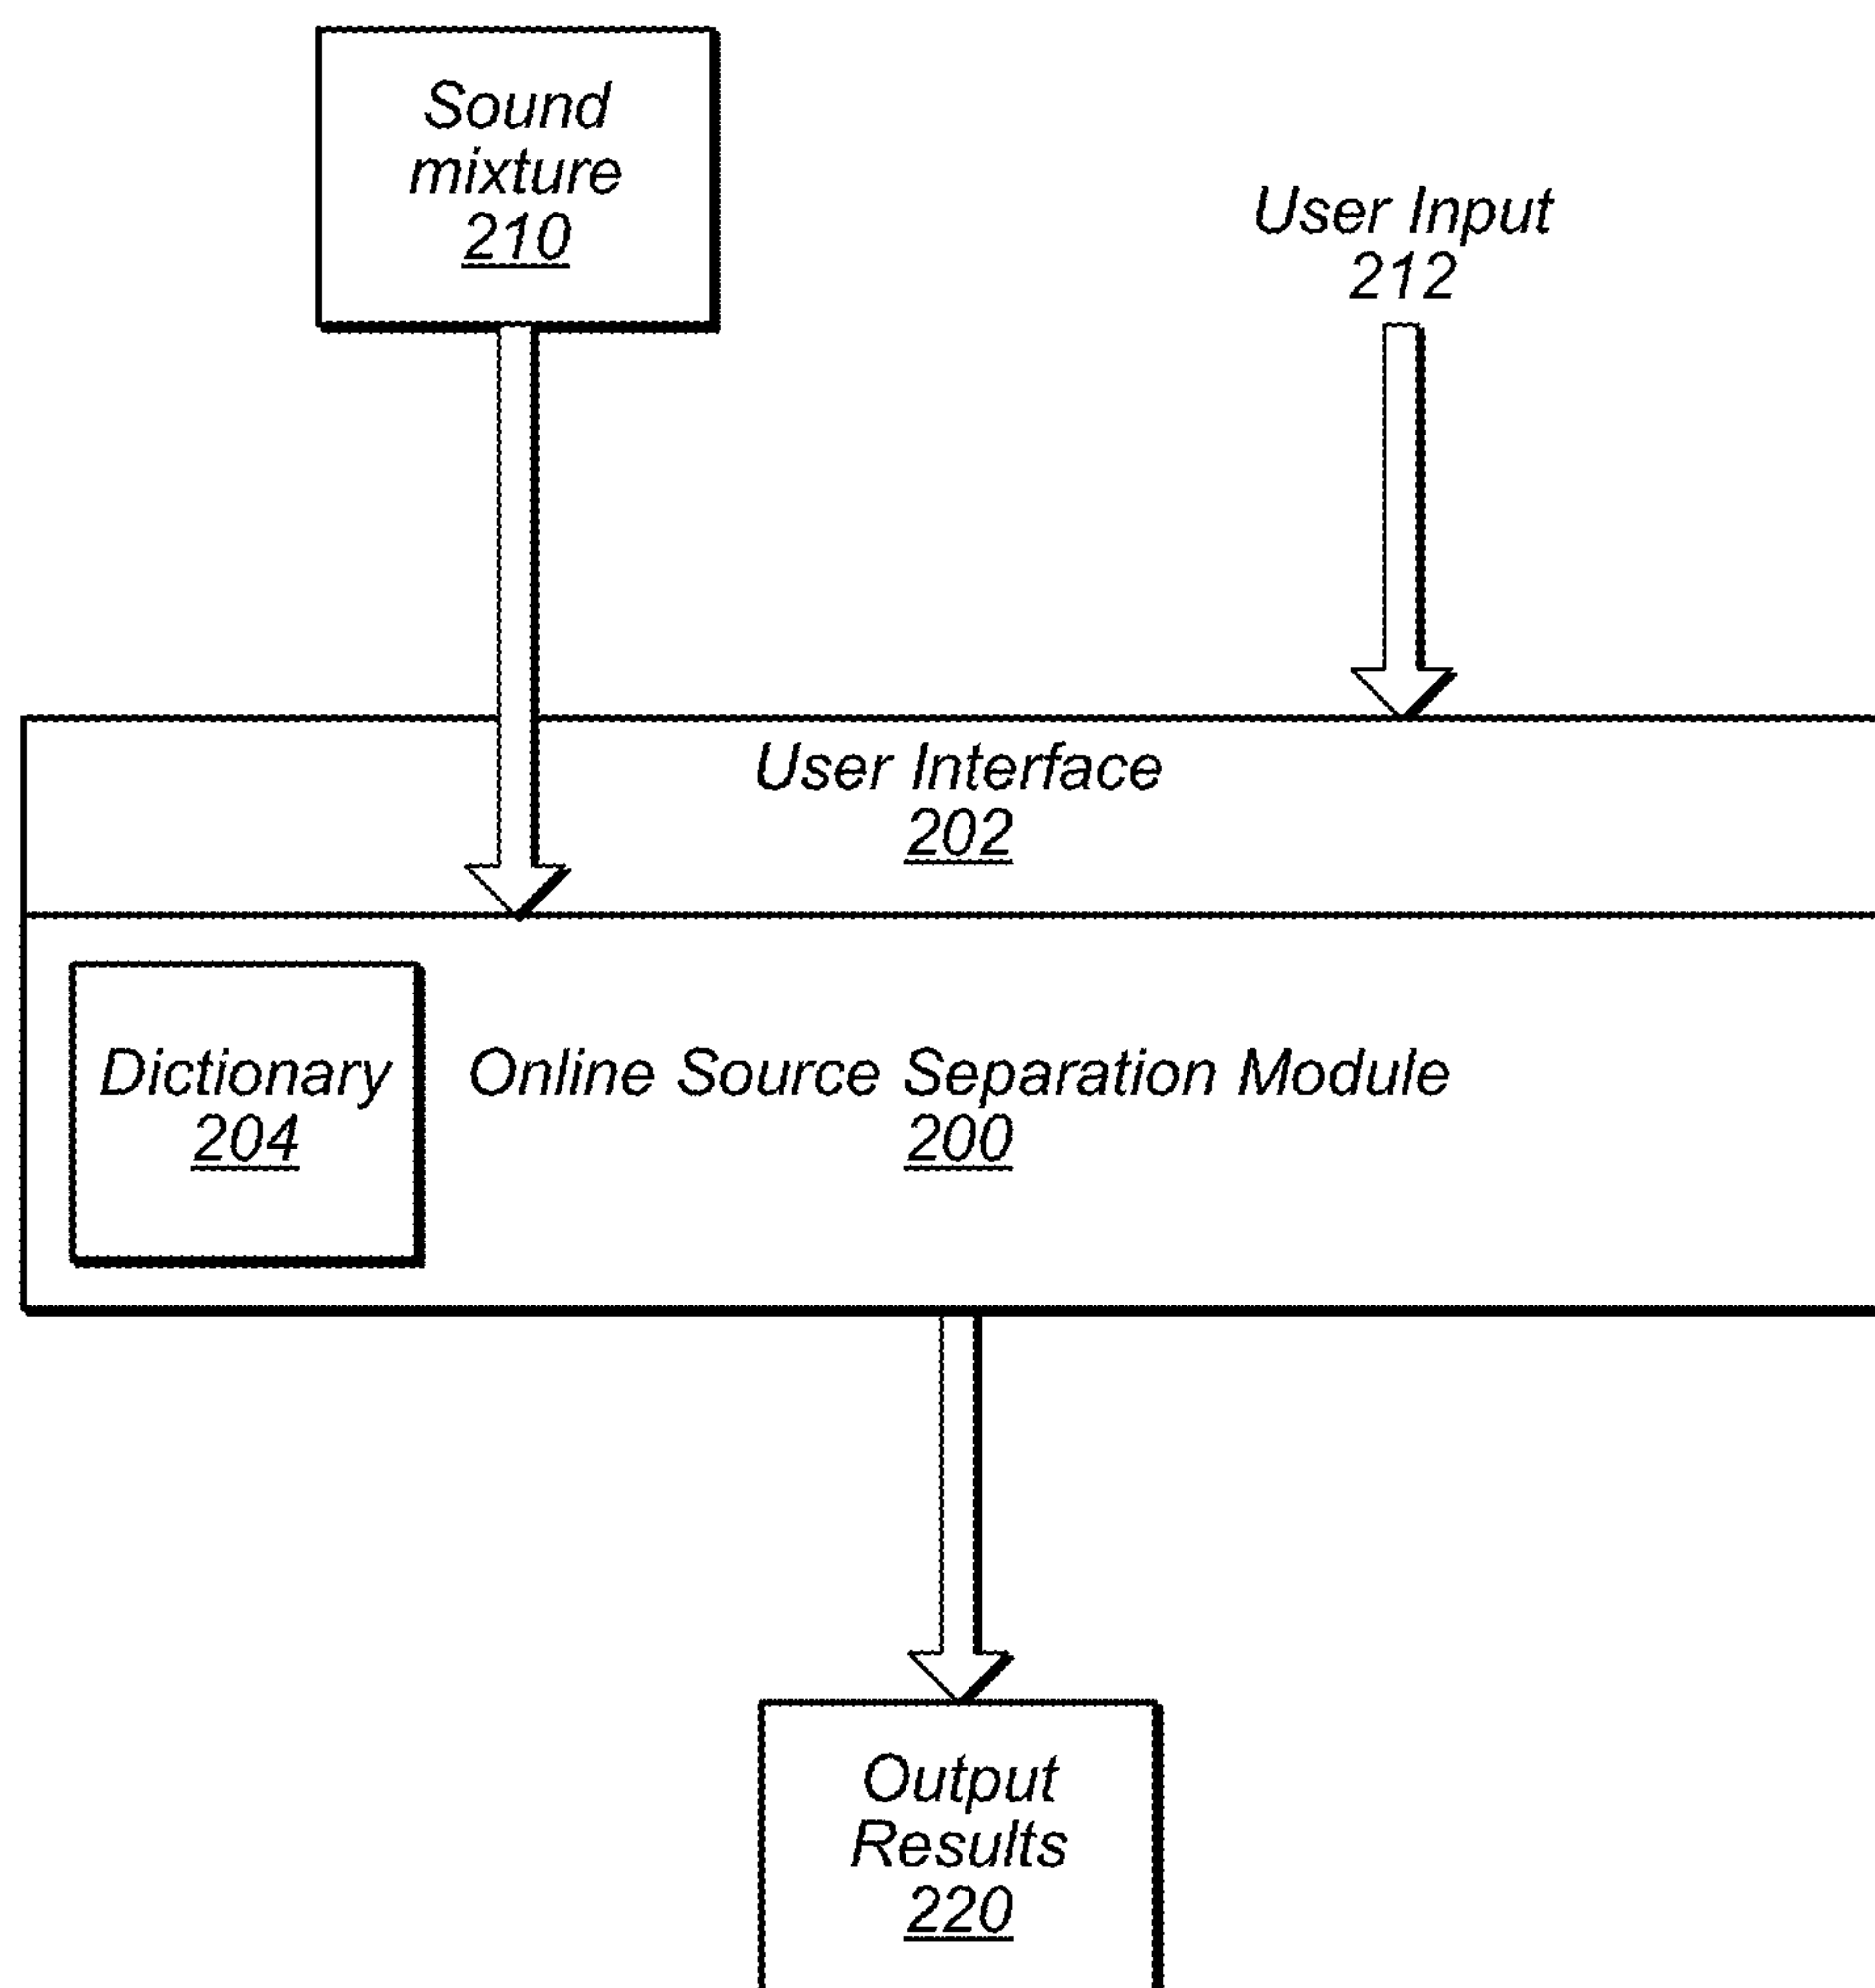 Sound
mixture
210
User Input
212
User Interface
202
Dictionary
204
Online Source Separation Module
200
Output
Results
220